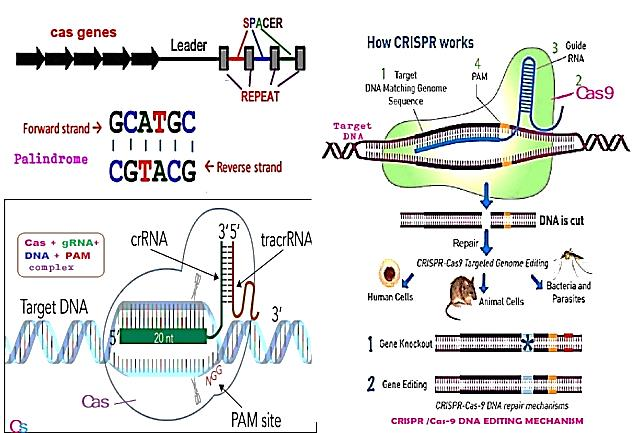 cas genes
Leader
SPACER
REPEAT
Forward strand →
GCATGC
Palindrome
CGTACG
← Reverse strand
Cas + gRNA+
DNA + PAM
complex
crRNA
3' 5'
tracrRNA
Target DNA
5'
20 nt
3'
NGG
Cas
PAM site
Cs
How CRISPR works
1 Target
DNA Matching Genome
Sequence
4
PAM
3 Guide
RNA
2
Cas9
Target
DNA
DNA is cut
Repair
CRISPR-Cas9 Targeted Genome Editing
Human Cells
Animal Cells
Bacteria and
Parasites
1 Gene Knockout
2 Gene Editing
CRISPR-Cas-9 DNA repair mechanisms
CRISPR /Cas-9 DNA EDITING MECHANISM